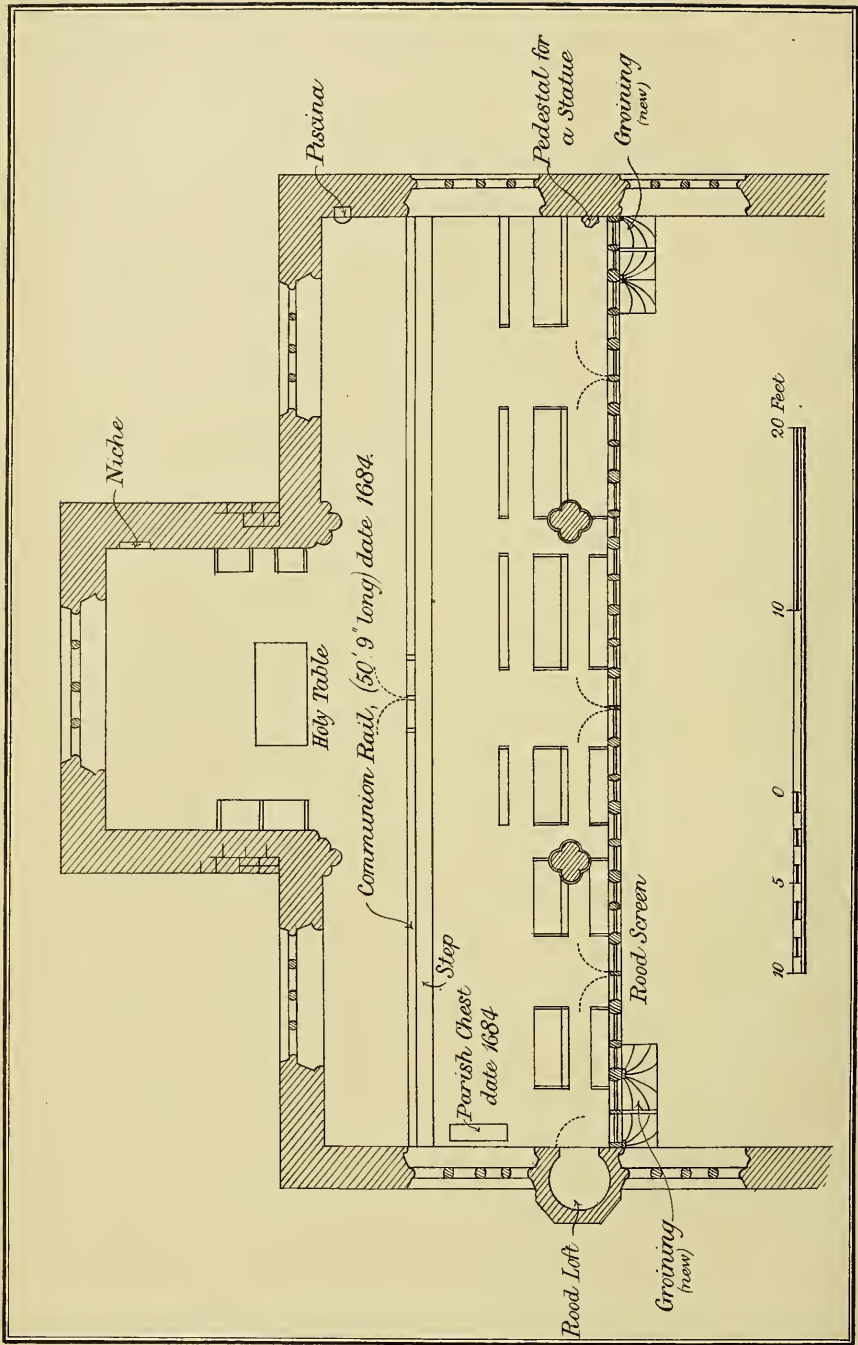 Niche
Piscina
Holy Table
Communion Rail, (50' 9" long) date 1684.
Step
Parish Chest
date 1684
Pedestal for
a Statue
Groining
(new)
Rood Loft
Rood Screen
Groining
(new)
10 5 0 10 20 Feet